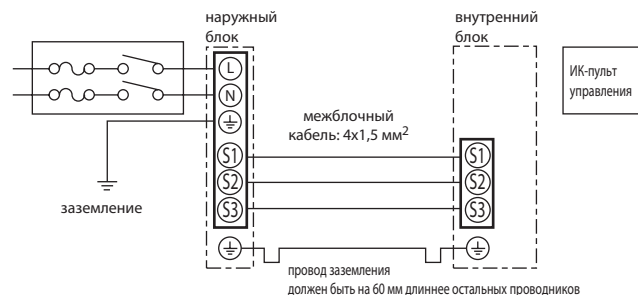 наружный
блок
внутренний
блок
L
N
ИК-пульт
управления
межблочный
кабель: 4x1,5 мм²
S1
S2
S3
S1
S2
S3
заземление
провод заземления
должен быть на 60 мм длиннее остальных проводников